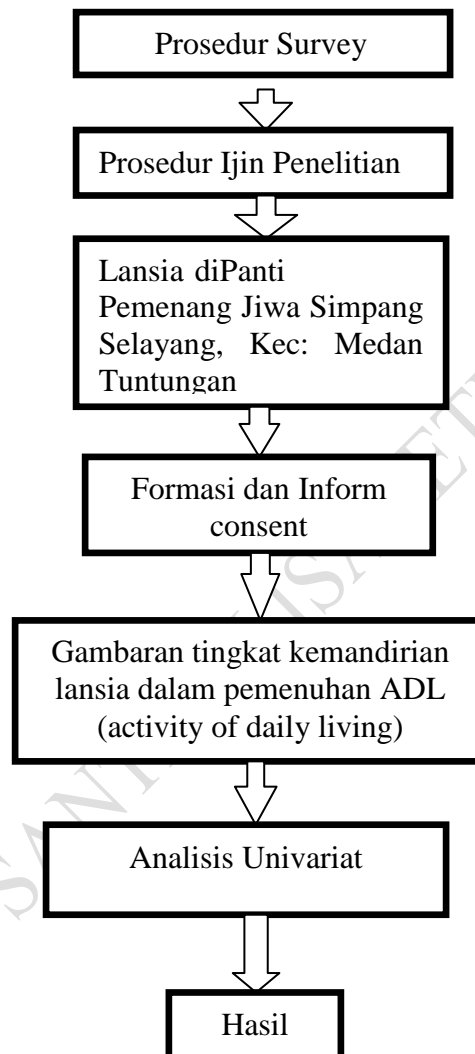 Prosedur Survey
Prosedur Ijin Penelitian
Lansia diPanti
Pemenang Jiwa Simpang
Selayang, Kec: Medan
Tuntungan
Formasi dan Inform
consent
Gambaran tingkat kemandirian
lansia dalam pemenuhan ADL
(activity of daily living)
Analisis Univariat
Hasil